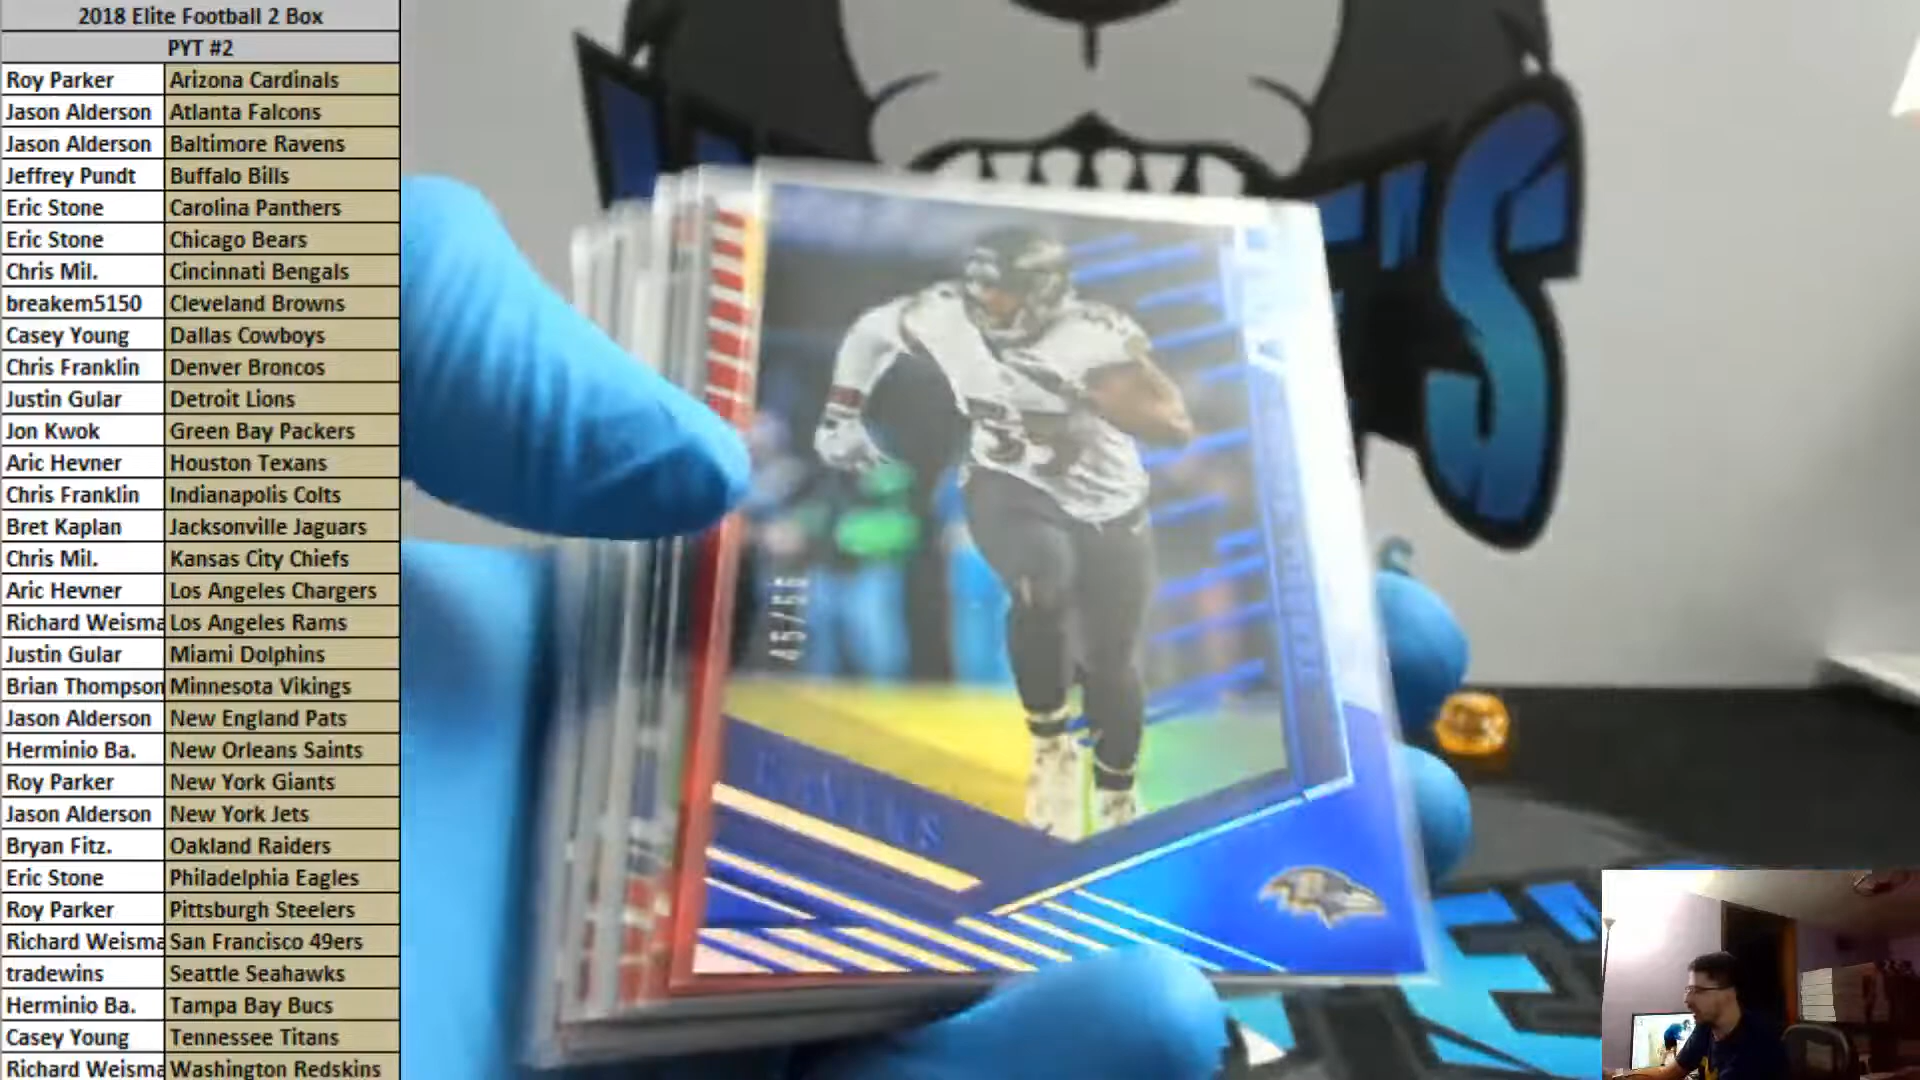 2018 Elite Football 2 Box
PYT #2
Roy Parker Arizona Cardinals
Jason Alderson Atlanta Falcons
Jason Alderson Baltimore Ravens
Jeffrey Pundt Buffalo Bills
Eric Stone Carolina Panthers
Eric Stone Chicago Bears
Chris Mil. Cincinnati Bengals
breakem5150 Cleveland Browns
Casey Young Dallas Cowboys
Chris Franklin Denver Broncos
Justin Gular Detroit Lions
Jon Kwok Green Bay Packers
Aric Hevner Houston Texans
Chris Franklin Indianapolis Colts
Bret Kaplan Jacksonville Jaguars
Chris Mil. Kansas City Chiefs
Aric Hevner Los Angeles Chargers
Richard Weisma Los Angeles Rams
Justin Gular Miami Dolphins
Brian Thompson Minnesota Vikings
Jason Alderson New England Pats
Herminio Ba. New Orleans Saints
Roy Parker New York Giants
Jason Alderson New York Jets
Bryan Fitz. Oakland Raiders
Eric Stone Philadelphia Eagles
Roy Parker Pittsburgh Steelers
Richard Weisma San Francisco 49ers
tradewins Seattle Seahawks
Herminio Ba. Tampa Bay Bucs
Casey Young Tennessee Titans
Richard Weisma Washington Redskins
'S
RAVENS